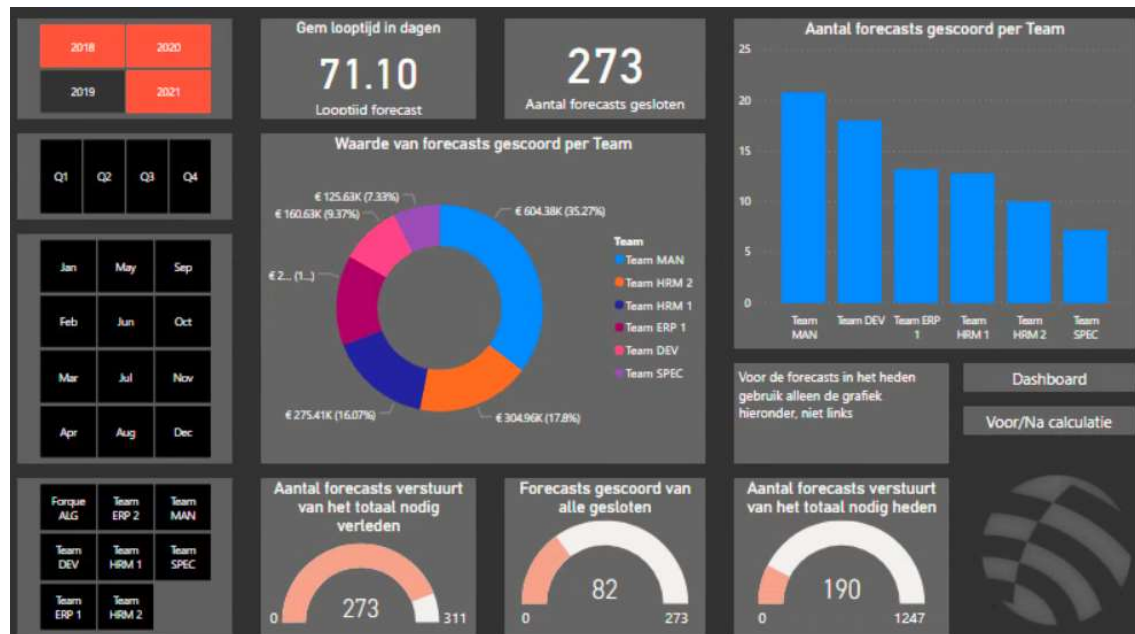 2018
2020
2019
2021
Q1
Q2
Q3
Q4
Jan
May
Sep
Feb
Jun
Oct
Mar
Jul
Nov
Apr
Aug
Dec
Forque
ALG
Team
ERP 2
Team
MAN
Team
DEV
Team
HRM 1
Team
SPEC
Team
ERP 1
Team
HRM 2
Gem looptijd in dagen
71.10
Looptijd forecast
273
Aantal forecasts gesloten
Waarde van forecasts gescoord per Team
€ 125.63K (7.33%)
€ 160.63K (9.37%)
€ 2... (1...)
€ 275.41K (16.07%)
€ 604.38K (35.27%)
€ 304.96K (17.8%)
Team
Team MAN
Team HRM 2
Team HRM 1
Team ERP 1
Team DEV
Team SPEC
Aantal forecasts gescoord per Team
25
20
15
10
5
0
Team
MAN
Team DEV
Team ERP
1
Team
HRM 1
Team
HRM 2
Team
SPEC
Voor de forecasts in het heden
gebruik alleen de grafiek
hieronder, niet links
Dashboard
Voor/Na calculatie
Aantal forecasts verstuurt
van het totaal nodig
verleden
273
0
311
Forecasts gescoord van
alle gesloten
82
0
273
Aantal forecasts verstuurt
van het totaal nodig heden
190
0
1247